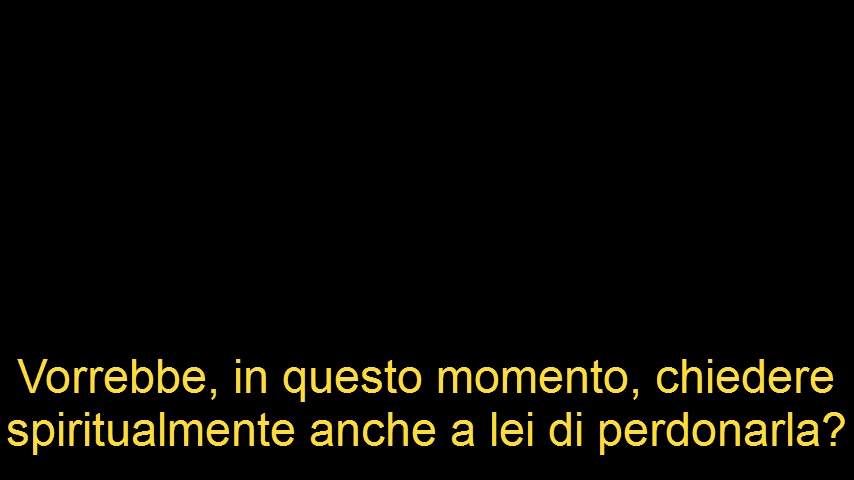 Vorrebbe, in questo momento, chiedere
spiritualmente anche a lei di perdonarla?